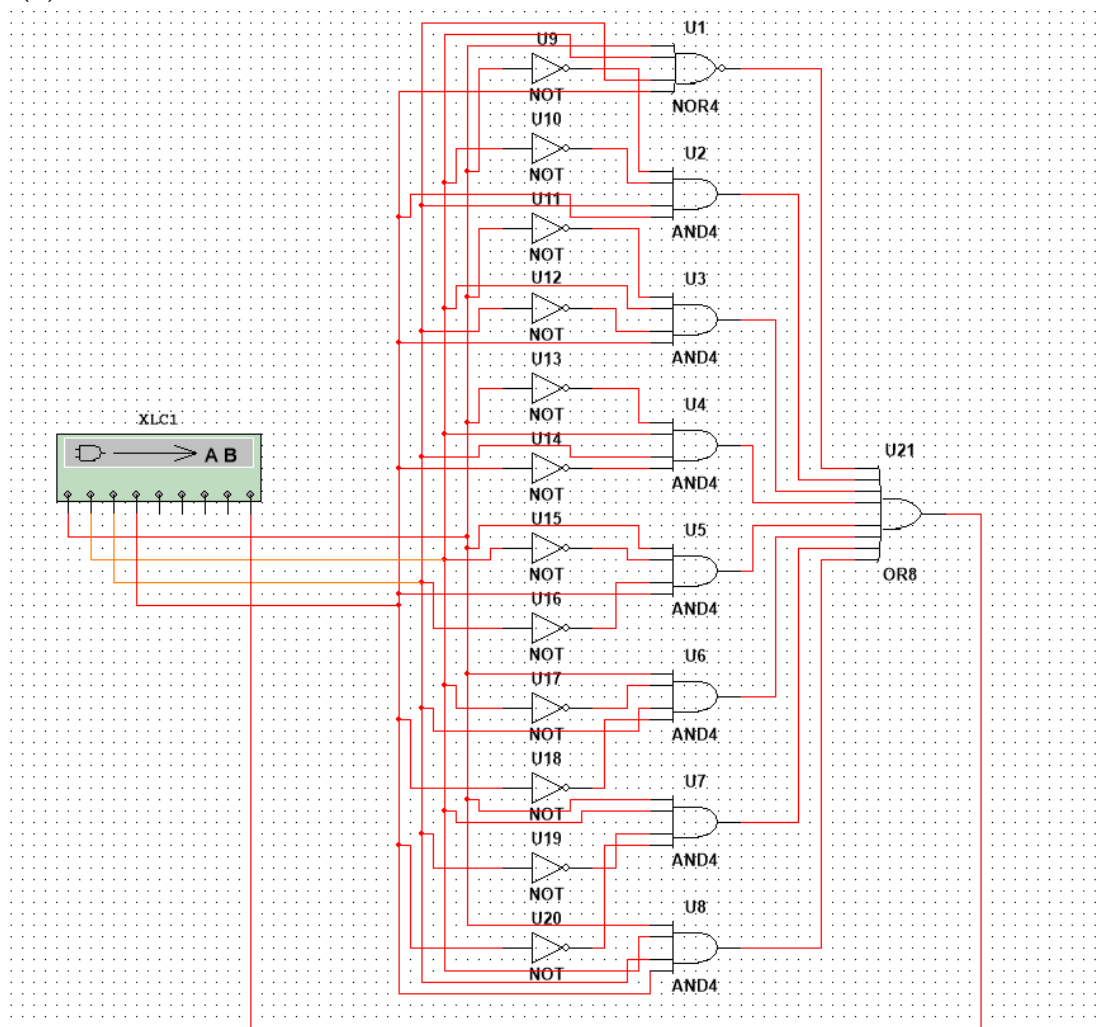 U1
U9
NOT
NOR4
U10
U2
NOT
U11
AND4
NOT
U12
U3
NOT
AND4
U13
U4
XLC1
NOT
A B
U14
U21
NOT
AND4
U15
U5
NOT
OR8
U16
AND4
NOT
U6
U17
NOT
AND4
U18
U7
NOT
U19
AND4
NOT
U8
U20
NOT
AND4